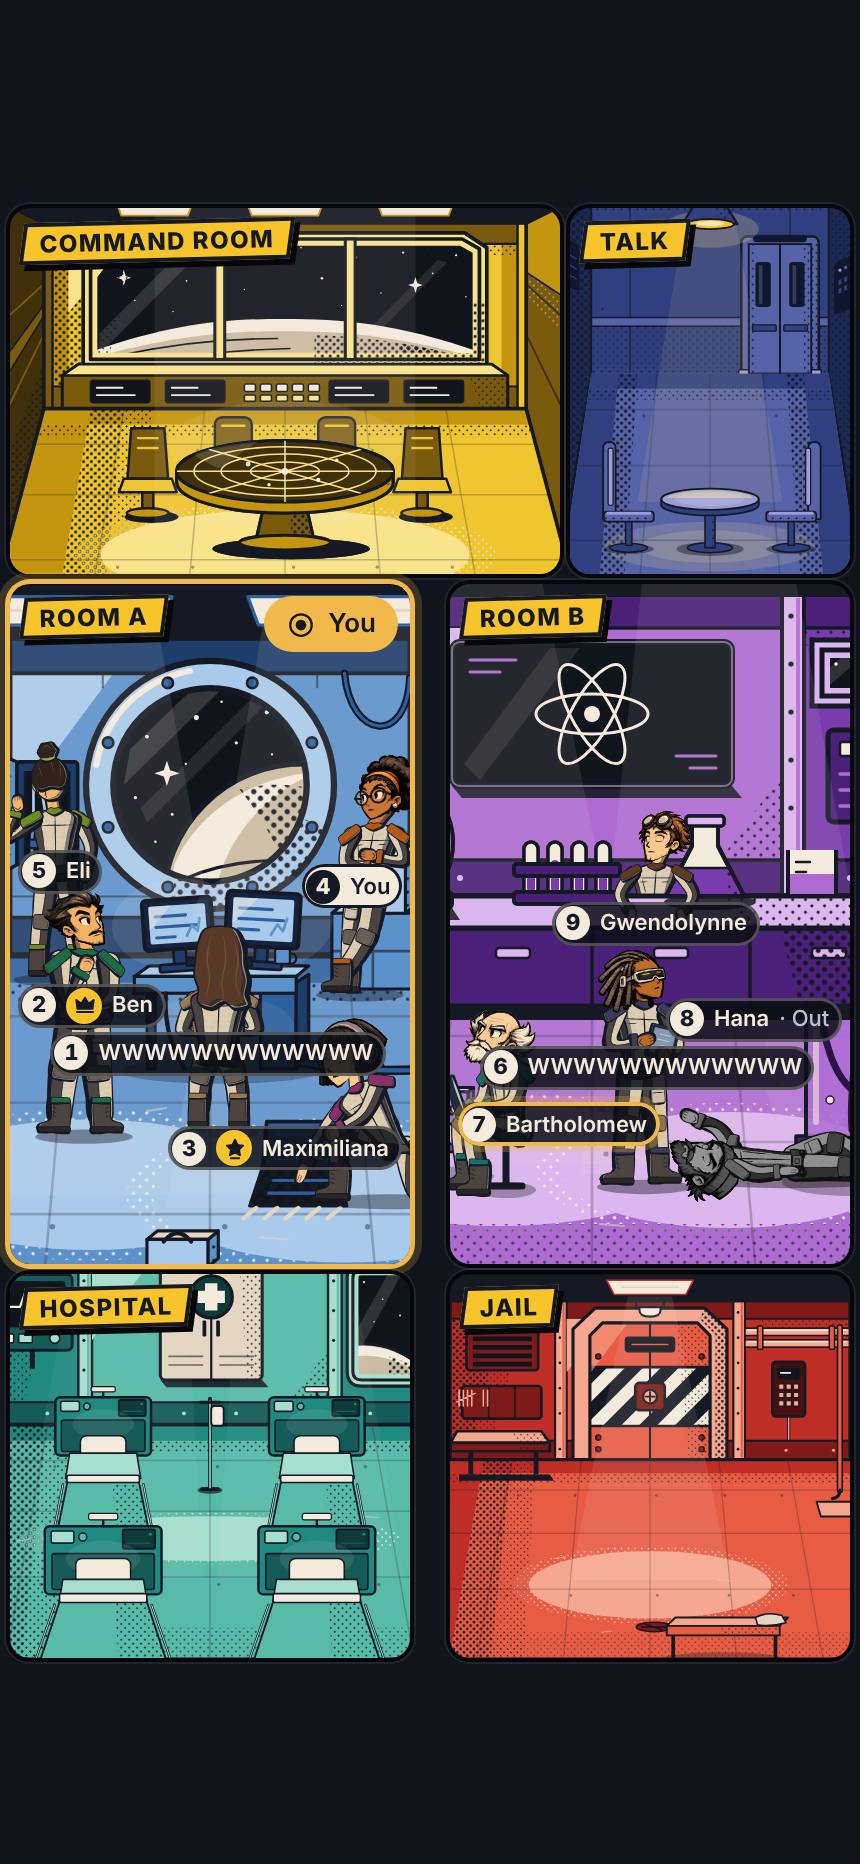 COMMAND ROOM
TALK
ROOM A
You
ROOM B
5 Eli
4 You
9 Gwendolynne
2 Ben
8 Hana · Out
1 WWWWWWWWWWWW
6 WWWWWWWWWWWW
7 Bartholomew
3 Maximiliana
HOSPITAL
JAIL